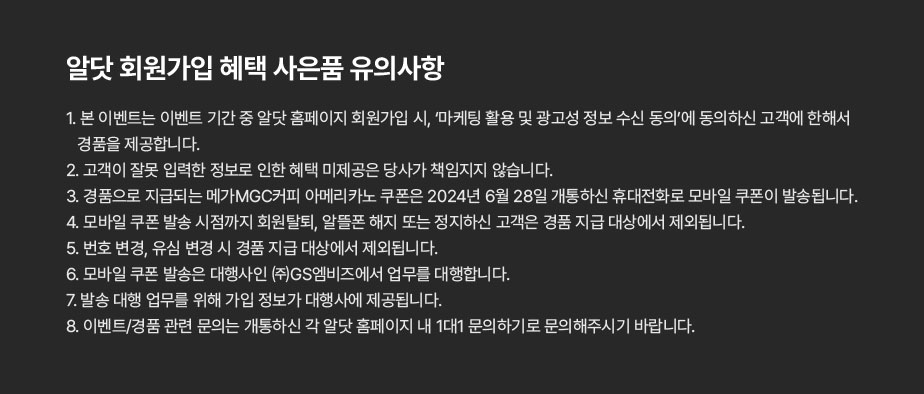 알닷 회원가입 혜택 사은품 유의사항
1. 본 이벤트는 이벤트 기간 중 알닷 홈페이지 회원가입 시, ‘마케팅 활용 및 광고성 정보 수신 동의’에 동의하신 고객에 한해서
경품을 제공합니다.
2. 고객이 잘못 입력한 정보로 인한 혜택 미제공은 당사가 책임지지 않습니다.
3. 경품으로 지급되는 메가MGC커피 아메리카노 쿠폰은 2024년 6월 28일 개통하신 휴대전화로 모바일 쿠폰이 발송됩니다.
4. 모바일 쿠폰 발송 시점까지 회원탈퇴, 알뜰폰 해지 또는 정지하신 고객은 경품 지급 대상에서 제외됩니다.
5. 번호 변경, 유심 변경 시 경품 지급 대상에서 제외됩니다.
6. 모바일 쿠폰 발송은 대행사인 ㈜GS엠비즈에서 업무를 대행합니다.
7. 발송 대행 업무를 위해 가입 정보가 대행사에 제공됩니다.
8. 이벤트/경품 관련 문의는 개통하신 각 알닷 홈페이지 내 1대1 문의하기로 문의해주시기 바랍니다.